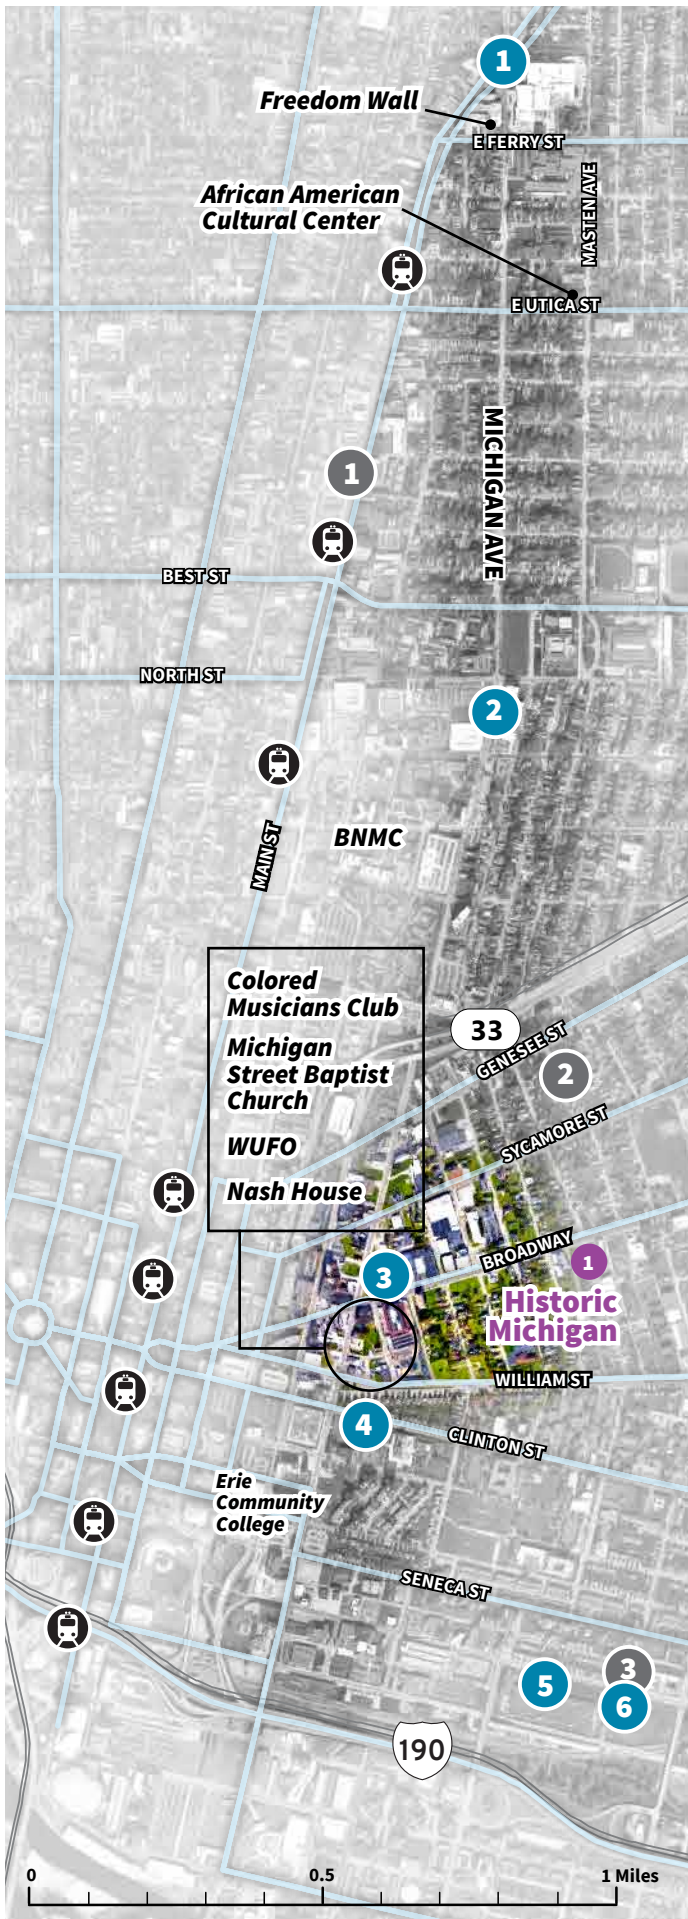 1
Freedom Wall
E FERRY ST
MASTEN AVE
African American
Cultural Center
E UTICA ST
MICHIGAN AVE
1
BEST ST
NORTH ST
2
MAIN ST
BNMC
Colored
Musicians Club
Michigan
Street Baptist
Church
WUFO
Nash House
33
GENESEE ST
2
SYCAMORE ST
BROADWAY
3
1
Historic
Michigan
WILLIAM ST
4
CLINTON ST
Erie
Community
College
SENECA ST
3
5
6
190
0
0.5
1 Miles